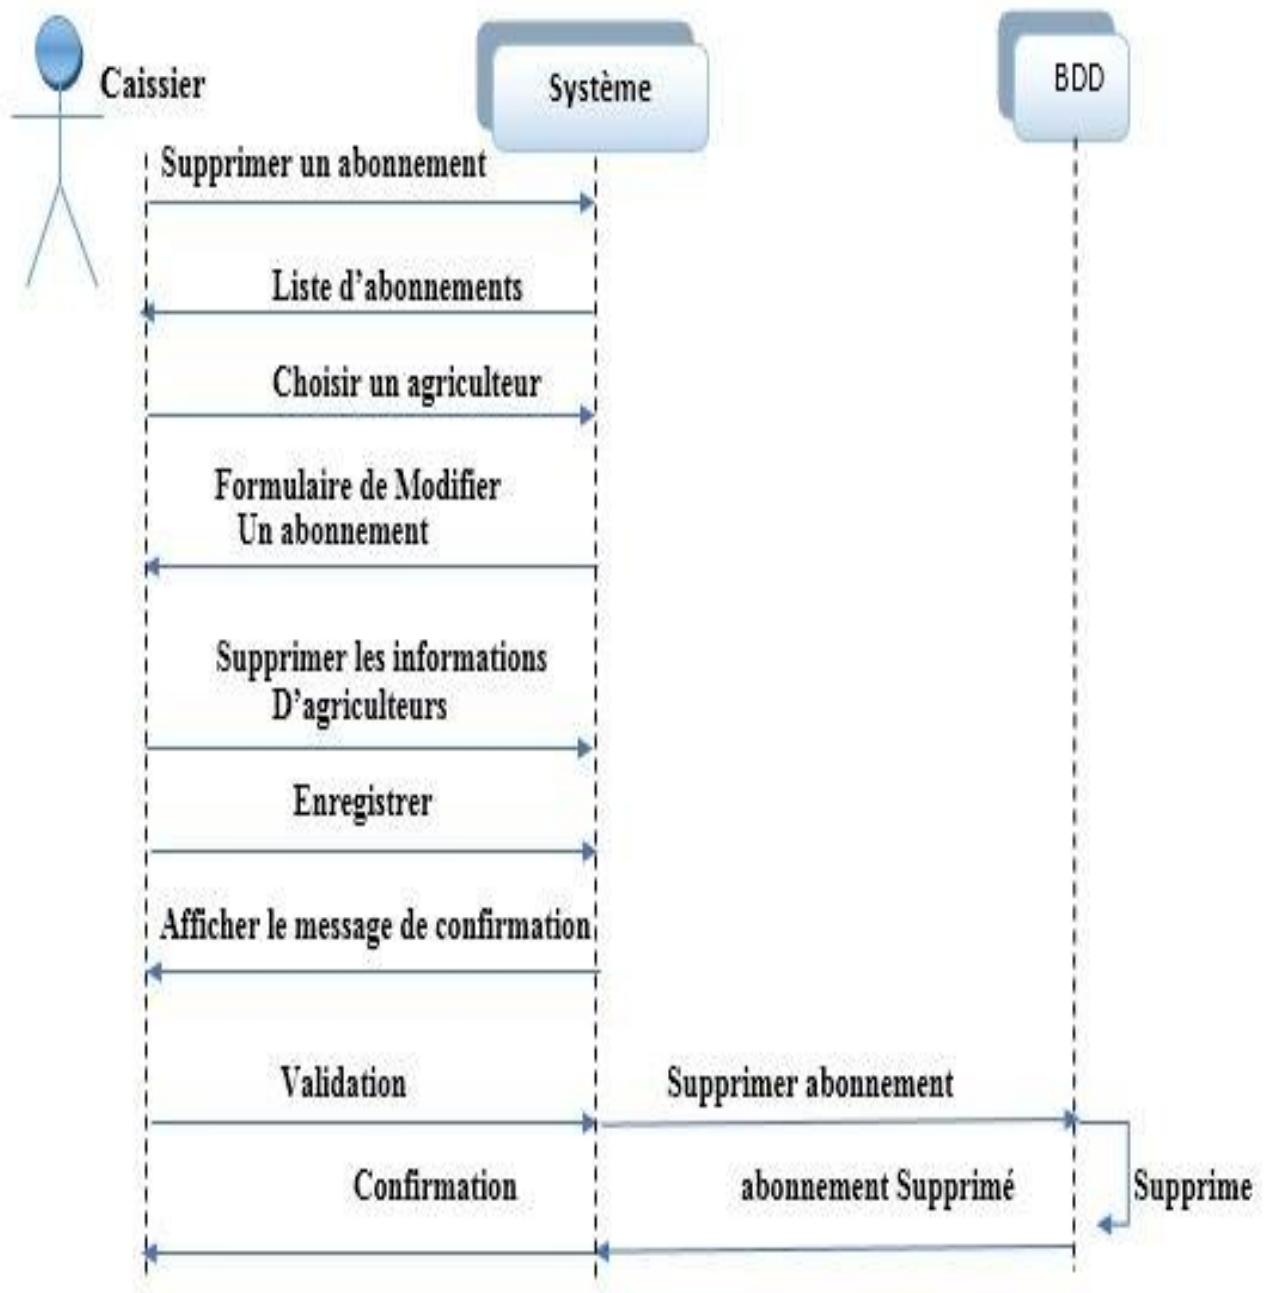 Caissier
Système
BDD
Supprimer un abonnement
Liste d’abonnements
Choisir un agriculteur
Formulaire de Modifier
Un abonnement
Supprimer les informations
D’agriculteurs
Enregistrer
Afficher le message de confirmation
Validation
Supprimer abonnement
Confirmation
abonnement Supprimé
Supprime